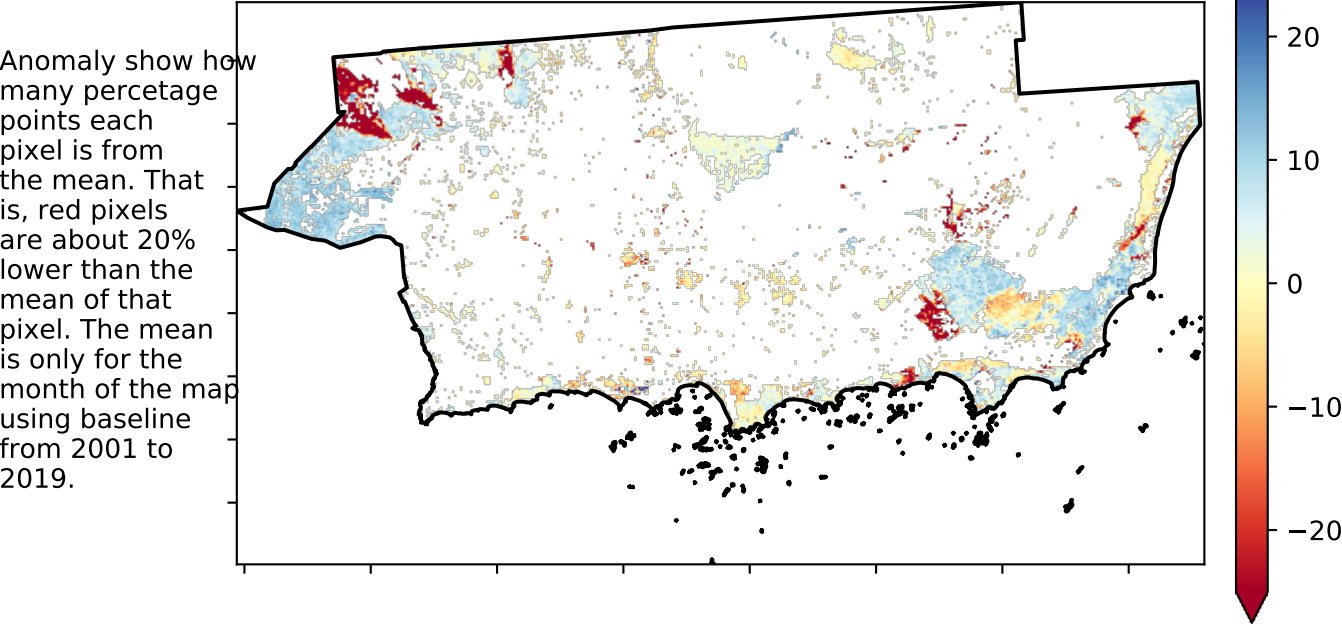 Anomaly show how
many percetage
points each
pixel is from
the mean. That
is, red pixels
are about 20%
lower than the
mean of that
pixel. The mean
is only for the
month of the map
using baseline
from 2001 to
2019.
20
10
0
−10
−20